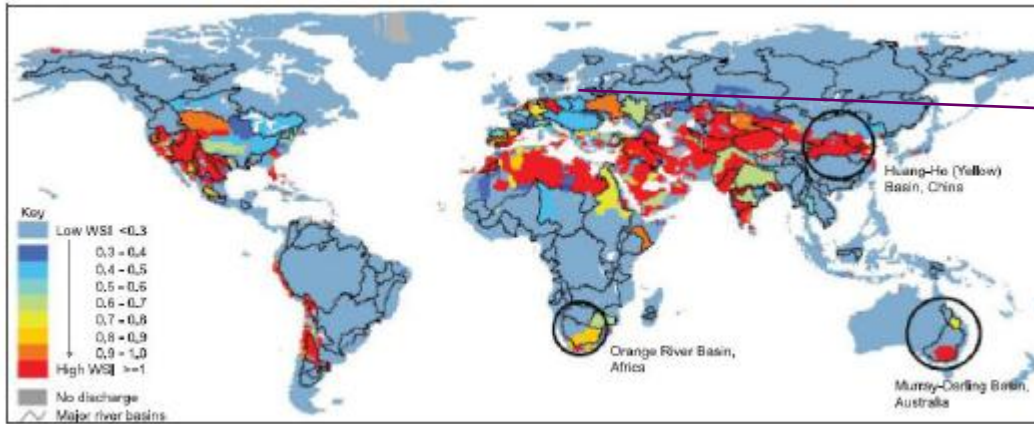 Huang-Ho (Yellow)
Basin, China
Key
Low WSI <0.3
0.3 – 0.4
0.4 – 0.5
0.5 – 0.6
0.6 – 0.7
0.7 – 0.8
0.8 – 0.9
0.9 – 1.0
High WSI >=1
No discharge
Major river basins
Orange River Basin,
Africa
Murray-Darling Basin,
Australia